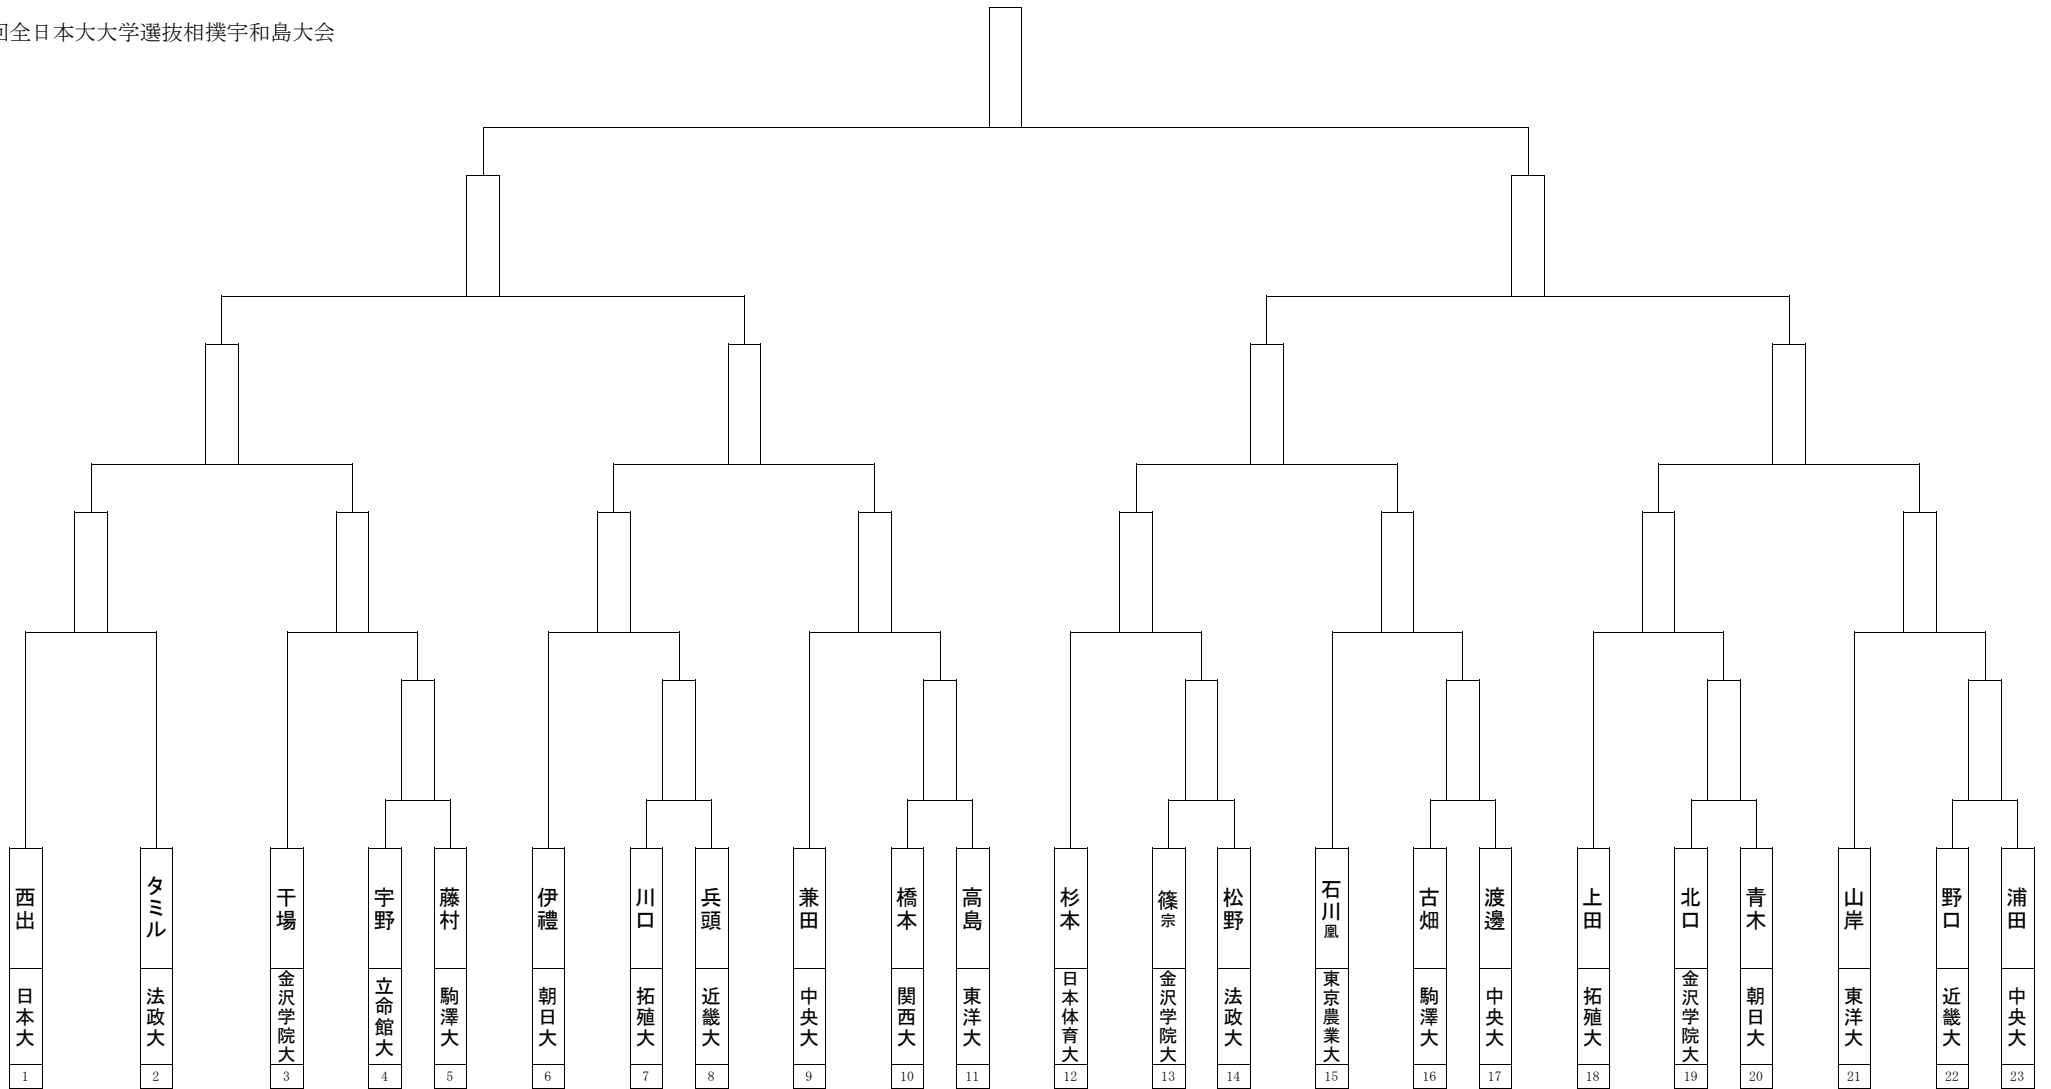 回全日本大大学選抜相撲宇和島大会
西出
日本大
1
タミル
法政大
2
干場
金沢学院大
3
宇野
立命館大
4
藤村
駒澤大
5
伊禮
朝日大
6
川口
拓殖大
7
兵頭
近畿大
8
兼田
中央大
9
橋本
関西大
10
高島
東洋大
11
杉本
日本体育大
12
篠宗
金沢学院大
13
松野
法政大
14
石川凰
東京農業大
15
古畑
駒澤大
16
渡邊
中央大
17
上田
拓殖大
18
北口
金沢学院大
19
青木
朝日大
20
山岸
東洋大
21
野口
近畿大
22
浦田
中央大
23